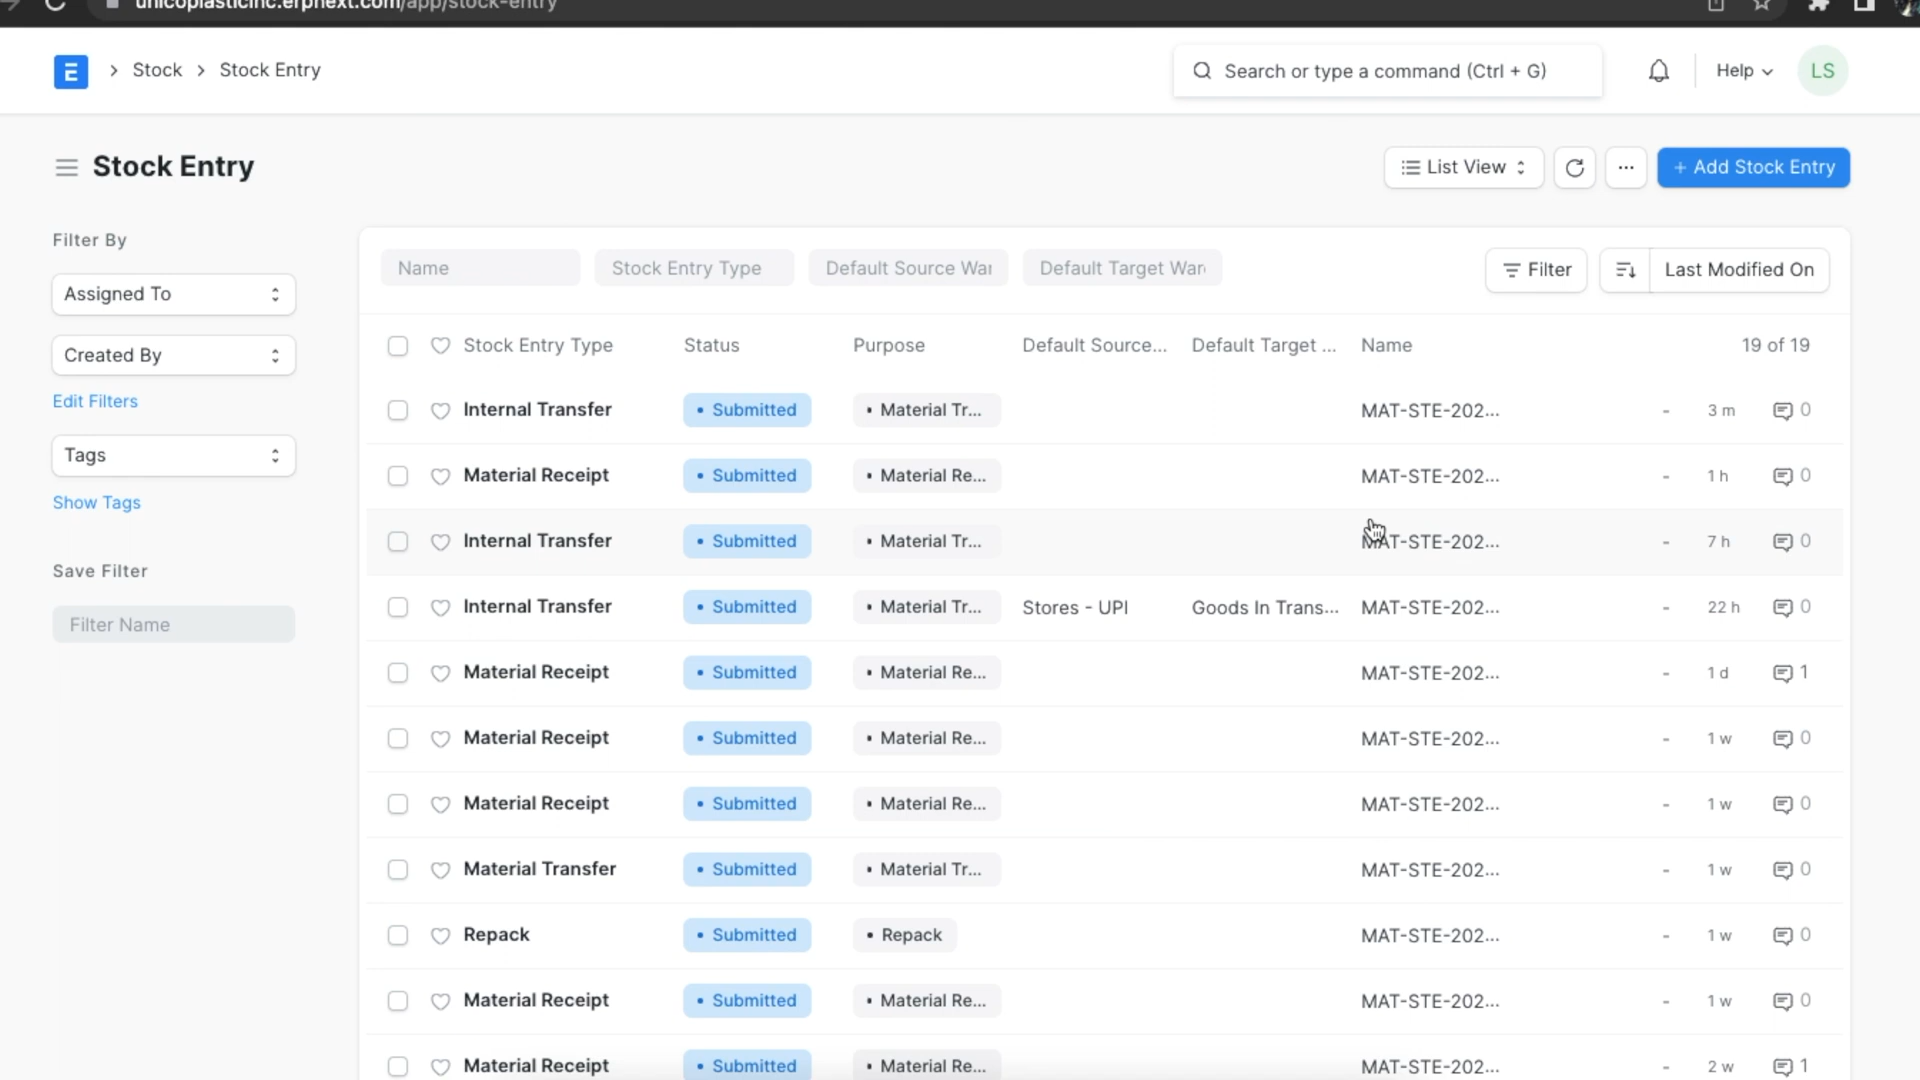 unicoplasticinc.erpnext.com/app/stock-entry
E > Stock > Stock Entry
Search or type a command (Ctrl + G)
Help
LS
Stock Entry
List View
...
+ Add Stock Entry
Filter By
Assigned To
Created By
Edit Filters
Tags
Show Tags
Save Filter
Filter Name
Name Stock Entry Type Default Source War Default Target Ware
Filter
Last Modified On
Stock Entry Type Status Purpose Default Source... Default Target ... Name 19 of 19
Internal Transfer • Submitted • Material Tr... MAT-STE-202... - 3 m 0
Material Receipt • Submitted • Material Re... MAT-STE-202... - 1 h 0
Internal Transfer • Submitted • Material Tr... MAT-STE-202... - 7 h 0
Internal Transfer • Submitted • Material Tr... Stores - UPI Goods In Trans... MAT-STE-202... - 22 h 0
Material Receipt • Submitted • Material Re... MAT-STE-202... - 1 d 1
Material Receipt • Submitted • Material Re... MAT-STE-202... - 1 w 0
Material Receipt • Submitted • Material Re... MAT-STE-202... - 1 w 0
Material Transfer • Submitted • Material Tr... MAT-STE-202... - 1 w 0
Repack • Submitted • Repack MAT-STE-202... - 1 w 0
Material Receipt • Submitted • Material Re... MAT-STE-202... - 1 w 0
Material Receipt • Submitted • Material Re... MAT-STE-202... - 2 w 1